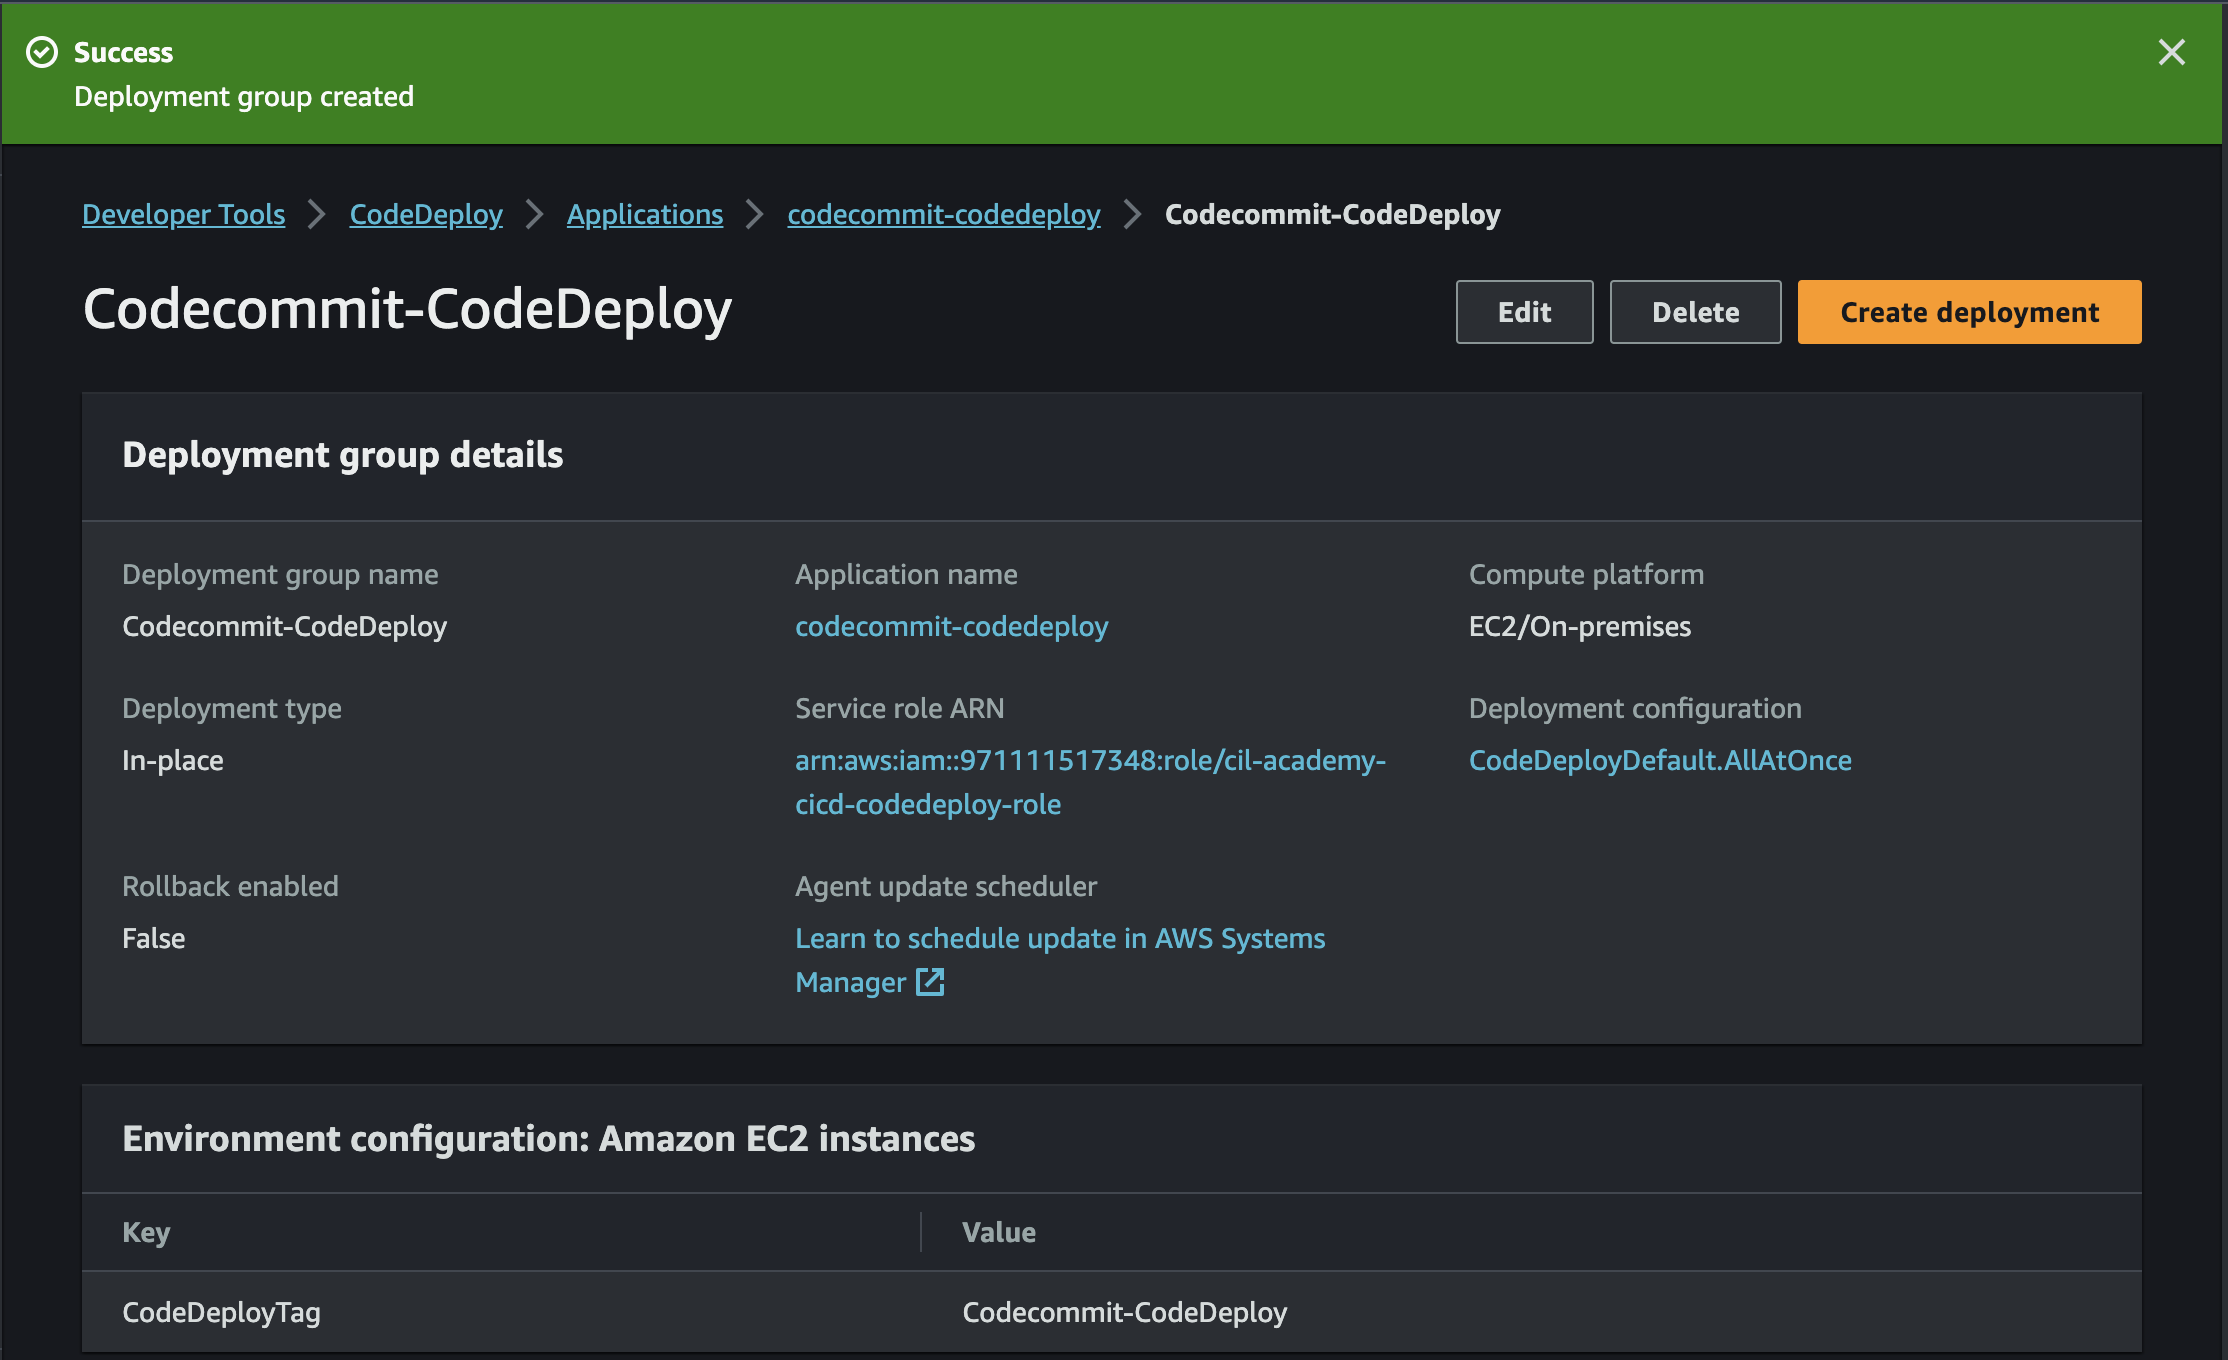 Success
Deployment group created
Developer Tools > CodeDeploy > Applications > codecommit-codedeploy > Codecommit-CodeDeploy
Codecommit-CodeDeploy
Edit
Delete
Create deployment
Deployment group details
Deployment group name
Codecommit-CodeDeploy
Application name
codecommit-codedeploy
Compute platform
EC2/On-premises
Deployment type
In-place
Service role ARN
arn:aws:iam::971111517348:role/cil-academy-
cicd-codedeploy-role
Deployment configuration
CodeDeployDefault.AllAtOnce
Rollback enabled
False
Agent update scheduler
Learn to schedule update in AWS Systems
Manager
Environment configuration: Amazon EC2 instances
Key
Value
CodeDeployTag
Codecommit-CodeDeploy